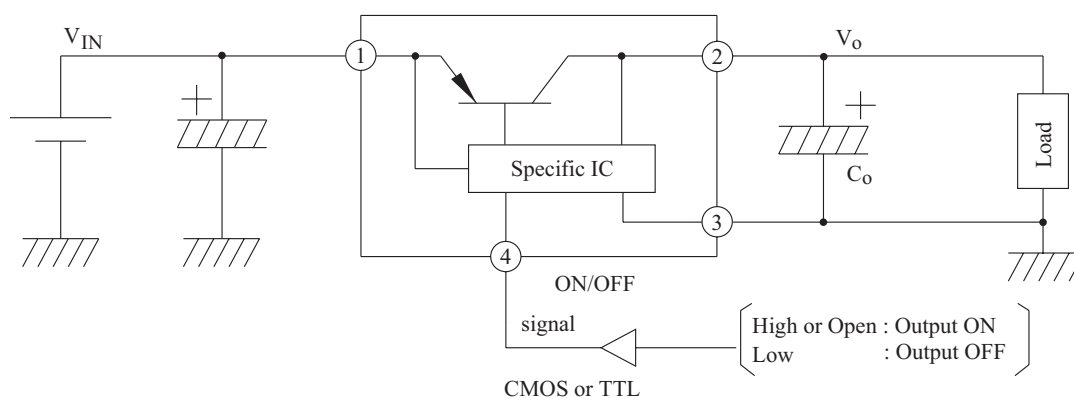 V_IN
1
2
V_o
+
+
Specific IC
Load
C_o
3
4
ON/OFF
signal
High or Open : Output ON
Low : Output OFF
CMOS or TTL